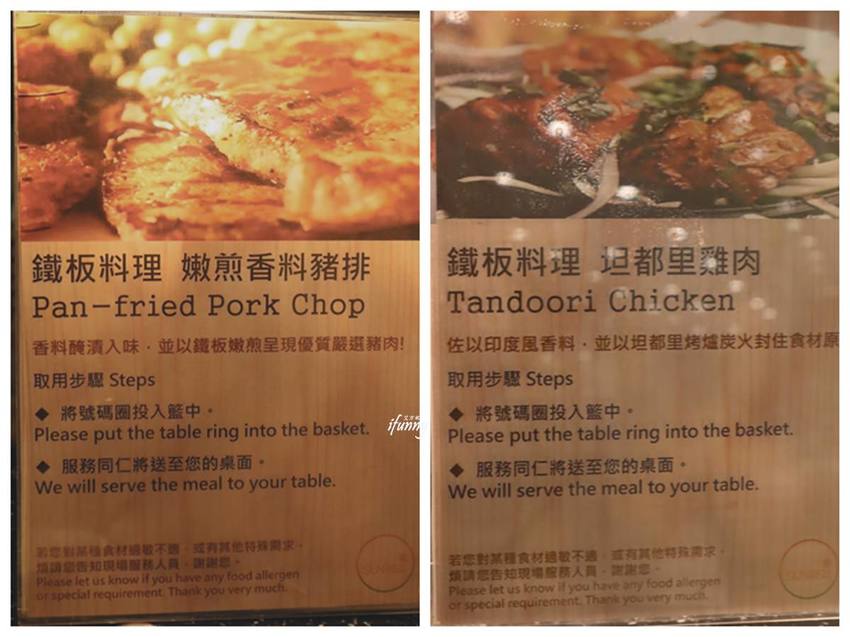 鐵板料理 嫩煎香料豬排
Pan-fried Pork Chop
香料醃漬入味，並以鐵板嫩煎呈現優質嚴選豬肉!
取用步驟 Steps
◆ 將號碼圈投入籃中。
Please put the table ring into the basket.
◆ 服務同仁將送至您的桌面。
We will serve the meal to your table.
若您對某種食材過敏不適，或有其他特殊需求，
煩請您告知現場服務人員，謝謝您。
Please let us know if you have any food allergen
or special requirement. Thank you very much.
ifunny
鐵板料理 坦都里雞肉
Tandoori Chicken
佐以印度風香料，並以坦都里烤爐炭火封住食材原
取用步驟 Steps
◆ 將號碼圈投入籃中。
Please put the table ring into the basket.
◆ 服務同仁將送至您的桌面。
We will serve the meal to your table.
若您對某種食材過敏不適，或有其他特殊需求，
煩請您告知現場服務人員，謝謝您。
Please let us know if you have any food allergen
or special requirement. Thank you very much.